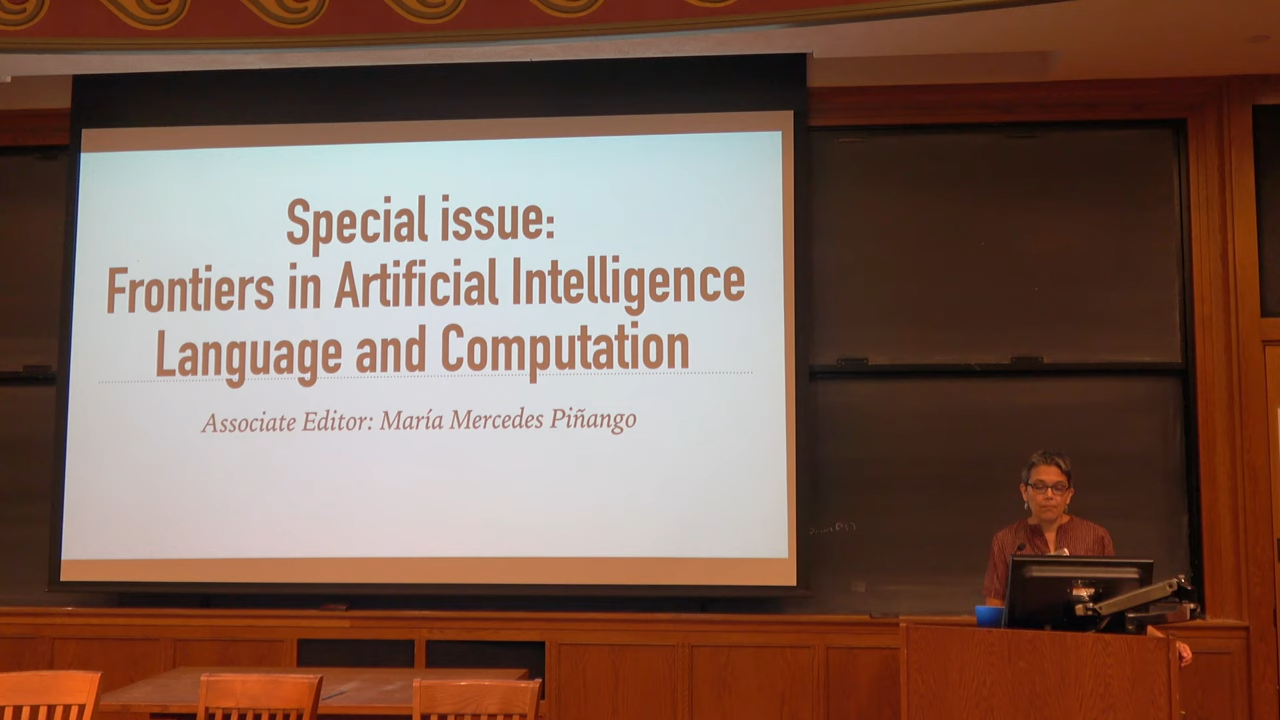 Special issue:
Frontiers in Artificial Intelligence
Language and Computation
Associate Editor: María Mercedes Piñango